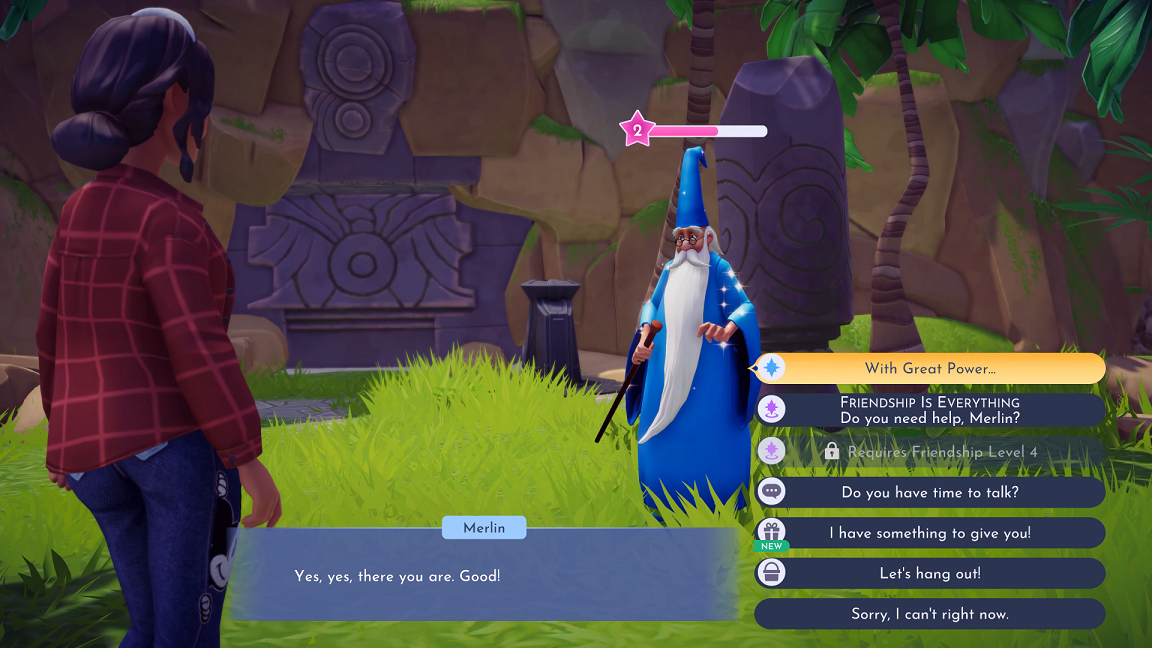 2
With Great Power...
FRIENDSHIP IS EVERYTHING
Do you need help, Merlin?
Requires Friendship Level 4
Do you have time to talk?
I have something to give you!
NEW
Let's hang out!
Sorry, I can't right now.
Merlin
Yes, yes, there you are. Good!